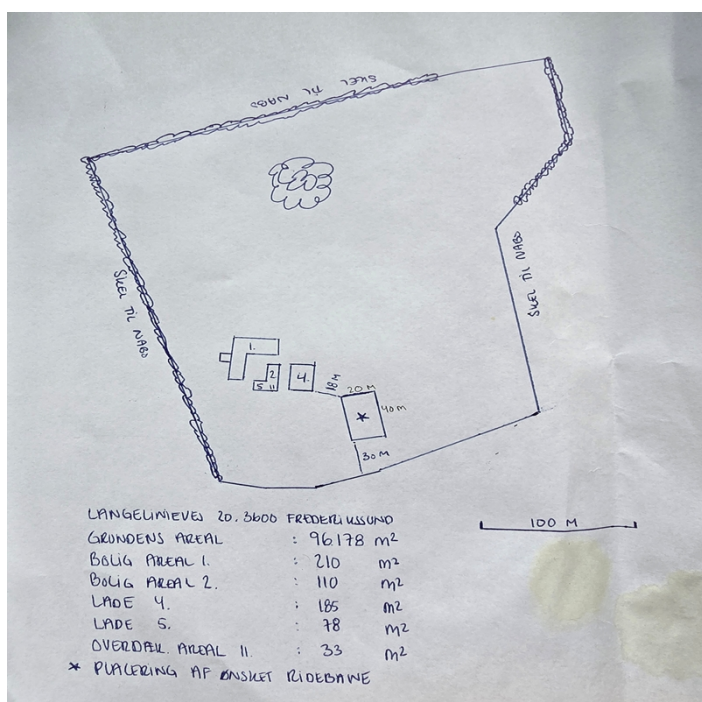 SKEL TIL NABO
SKEL TIL NABO
SKEL TIL NABO
1.
2
5
11
4.
18 M
20 M
40 M
*
30 M
LANGELINIEVEJ 20. 3600 FREDERIKSSUND
GRUNDENS AREAL : 96.178 m²
BOLIG AREAL 1. : 210 m²
BOLIG AREAL 2. : 110 m²
LADE 4. : 185 m²
LADE 5. : 78 m²
OVERDÆK. AREAL 11. : 33 m²
* PLACERING AF ØNSKET RIDEBANE
100 M